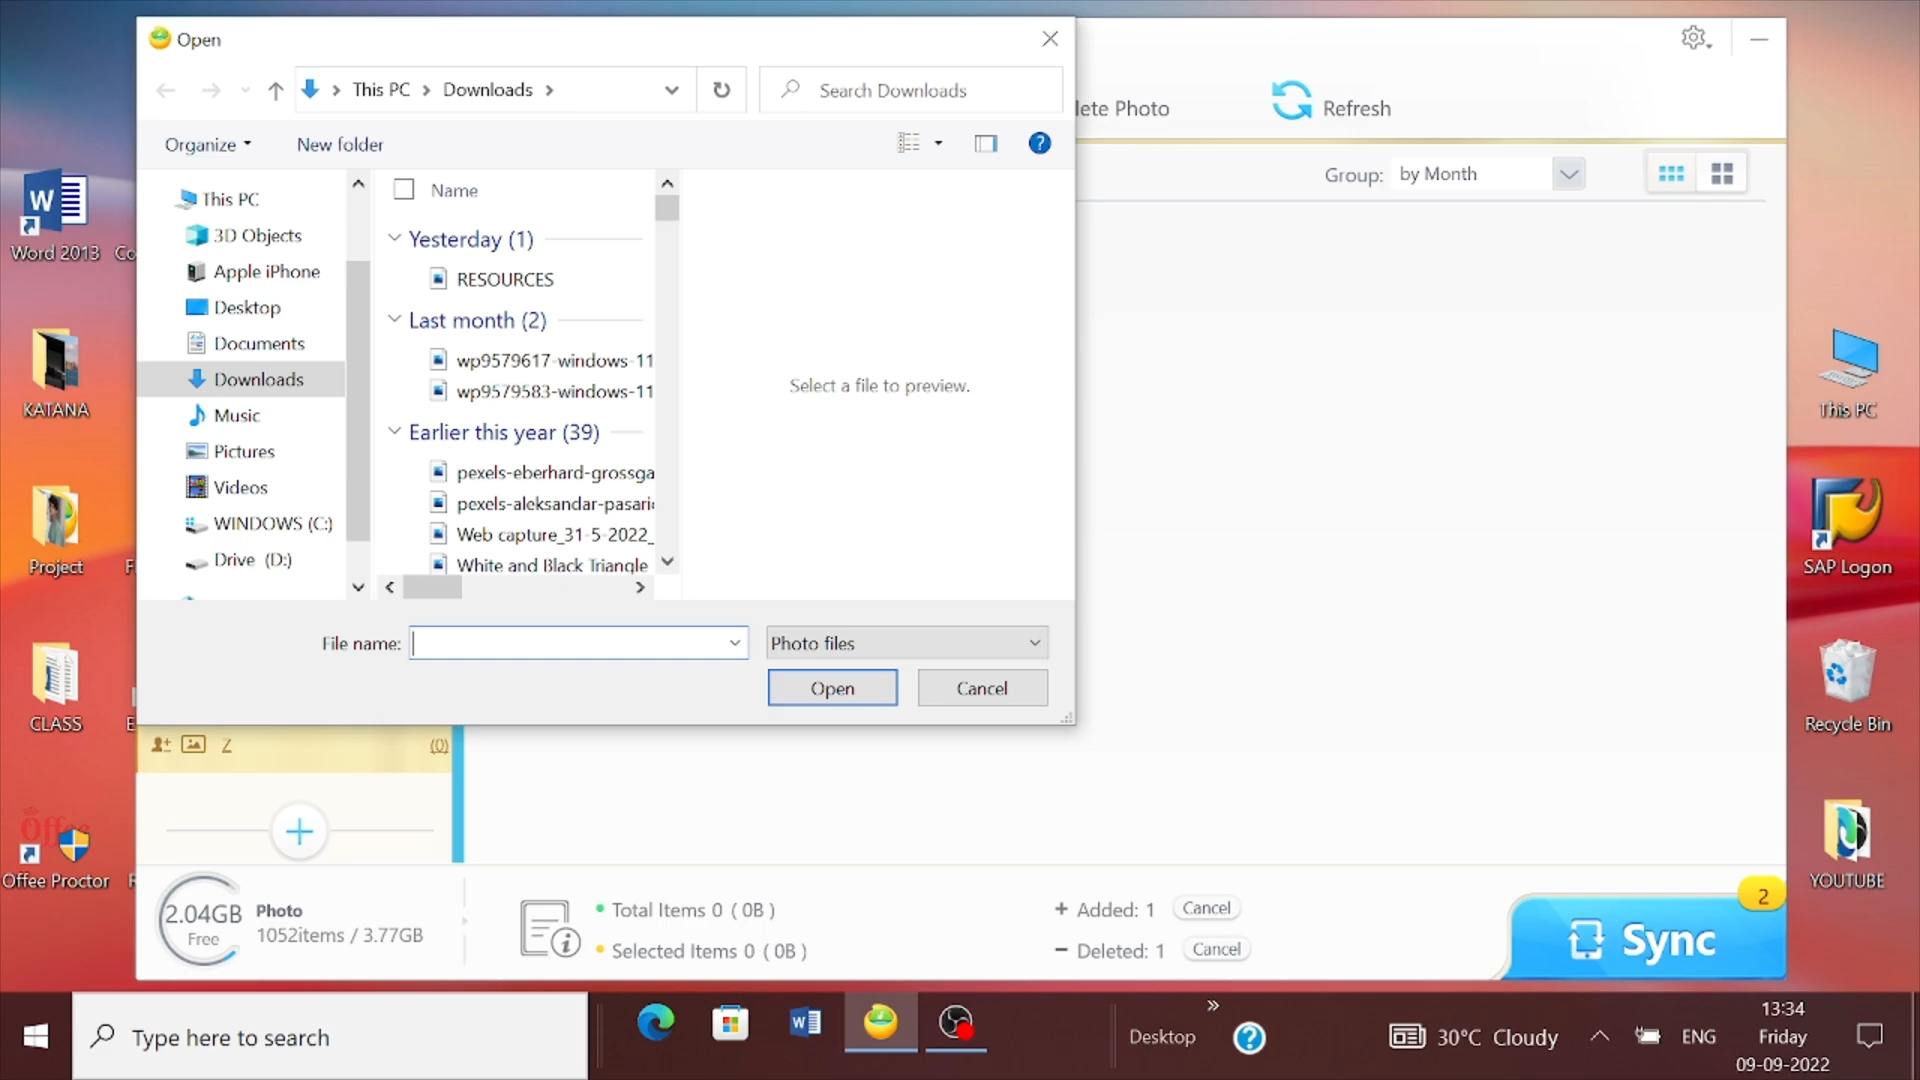 Open
This PC > Downloads >
Search Downloads
Organize
New folder
?
lete Photo
Refresh
Group: by Month
This PC
3D Objects
Apple iPhone
Desktop
Documents
Downloads
Music
Pictures
Videos
WINDOWS (C:)
Drive (D:)
Name
Yesterday (1)
RESOURCES
Last month (2)
wp9579617-windows-11
wp9579583-windows-11
Earlier this year (39)
pexels-eberhard-grossga
pexels-aleksandar-pasari
Web capture_31-5-2022_
White and Black Triangle
Select a file to preview.
File name:
Photo files
Open
Cancel
Word 2013
Co
KATANA
Project
F
CLASS
E
Offee
Offee Proctor
This PC
SAP Logon
Recycle Bin
YOUTUBE
Z
(0)
+
2.04GB
Free
Photo
1052items / 3.77GB
Total Items 0 ( 0B )
Selected Items 0 ( 0B )
+ Added: 1 Cancel
− Deleted: 1 Cancel
2
Sync
Type here to search
Desktop
»
?
30°C Cloudy
ENG
13:34
Friday
09-09-2022